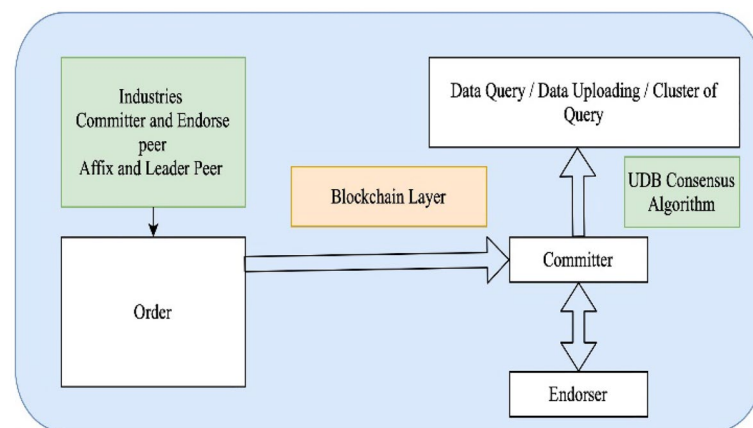 Industries
Committer and Endorse
peer
Affix and Leader Peer
Data Query / Data Uploading / Cluster of
Query
Blockchain Layer
UDB Consensus
Algorithm
Order
Committer
Endorser